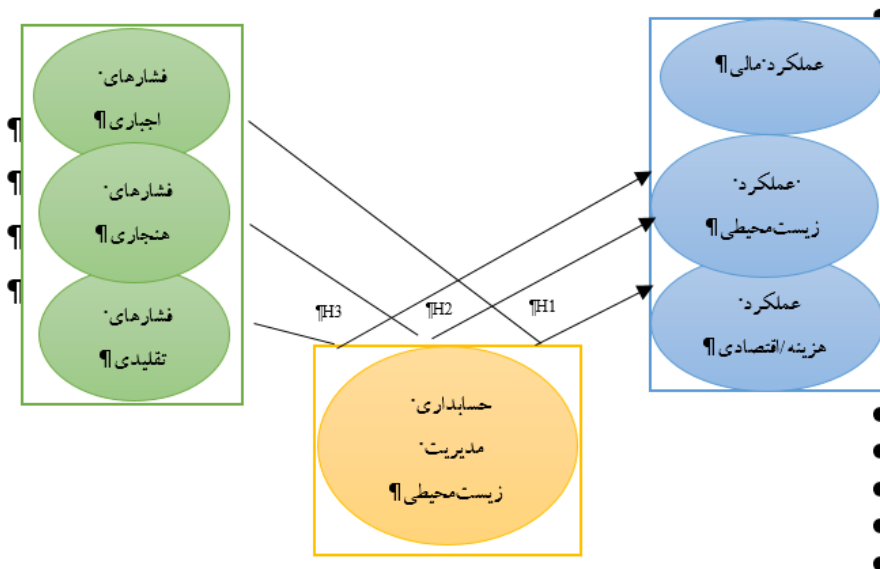 فشارهای
اجباری¶
فشارهای
هنجاری¶
فشارهای
تقلیدی¶
عملکرد مالی¶
عملکرد
زیست‌محیطی¶
عملکرد
هزینه/اقتصادی¶
¶H3
¶H2
¶H1
حسابداری
مدیریت
زیست‌محیطی¶